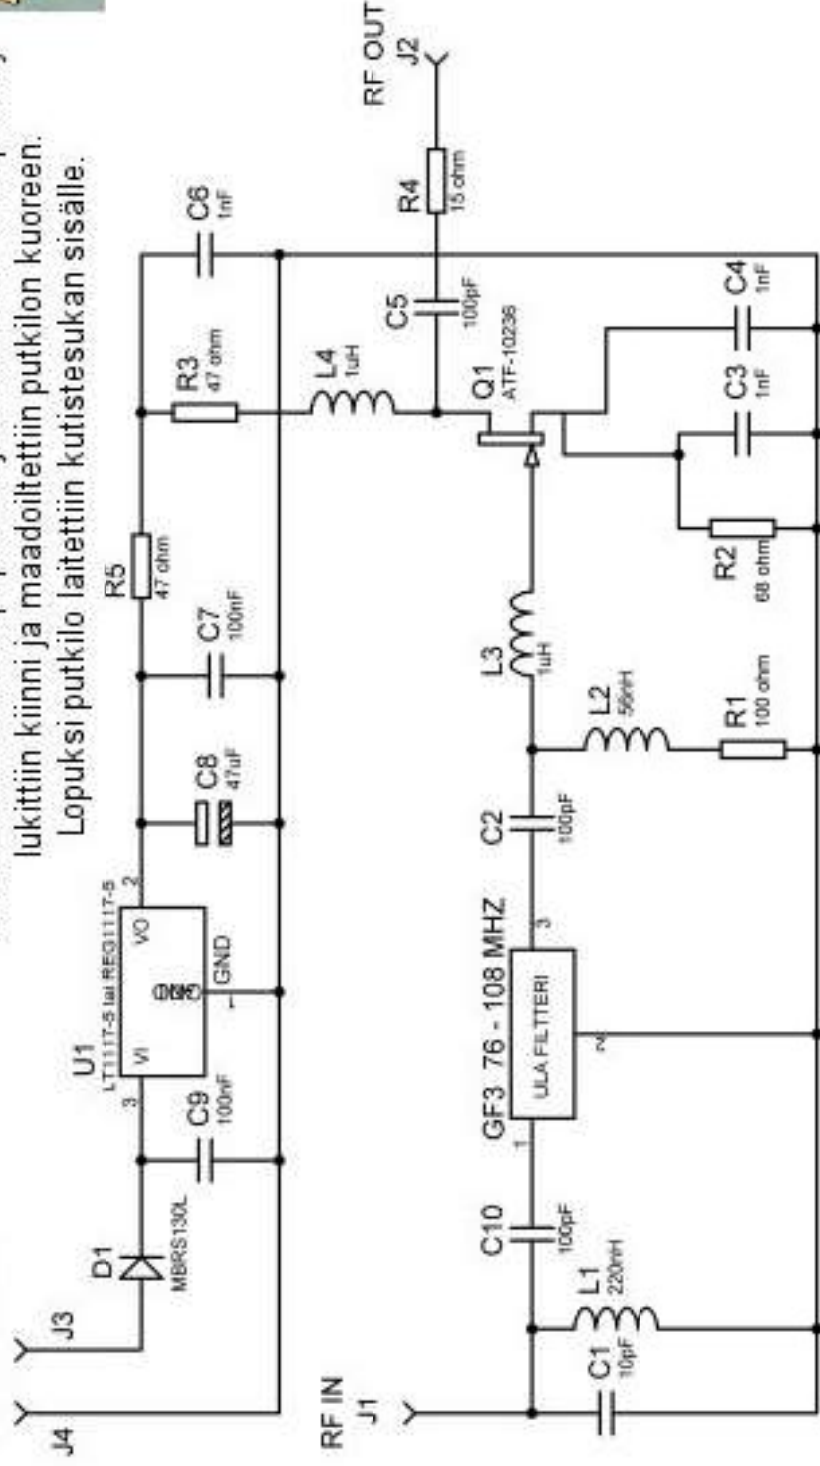 lukittiin kiinni ja maadoiltettiin putkilon kuoreen.
Lopuksi putkilo laitettiin kutistesukan sisälle.
J4
J3
D1
MBRS130L
C9
100nF
U1
LT1117-5 tai REG1117-5
3
VI
VO
2
GND
GND
1
C8
47uF
C7
100nF
R5
47 ohm
R3
47 ohm
C6
1nF
L4
1uH
C5
100pF
R4
15 ohm
RF OUT
J2
RF IN
J1
C1
10pF
L1
220nH
C10
100pF
GF3 76 - 108 MHZ
1
ULA FILTTERI
3
2
C2
100pF
L2
56nH
R1
100 ohm
L3
1uH
Q1
ATF-10236
R2
68 ohm
C3
1nF
C4
1nF